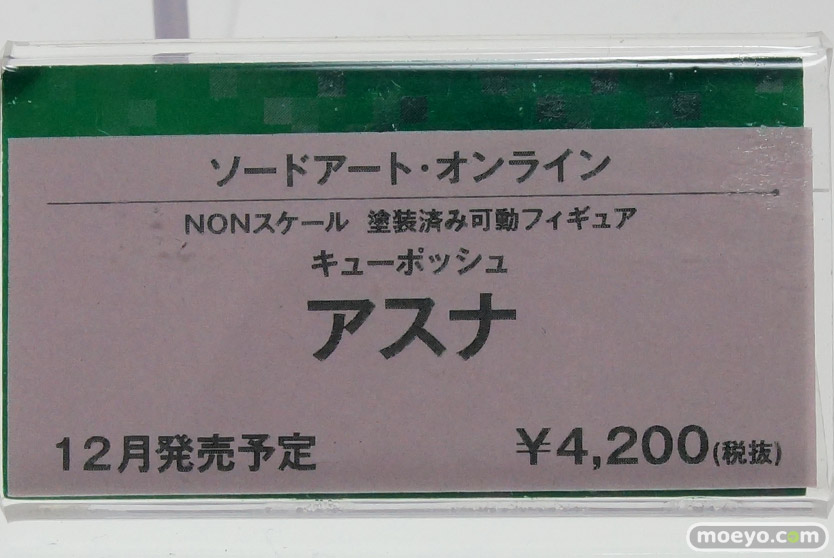 ソードアート・オンライン
NONスケール 塗装済み可動フィギュア
キューポッシュ
アスナ
12月発売予定 ¥4,200(税抜)
moeyo.com